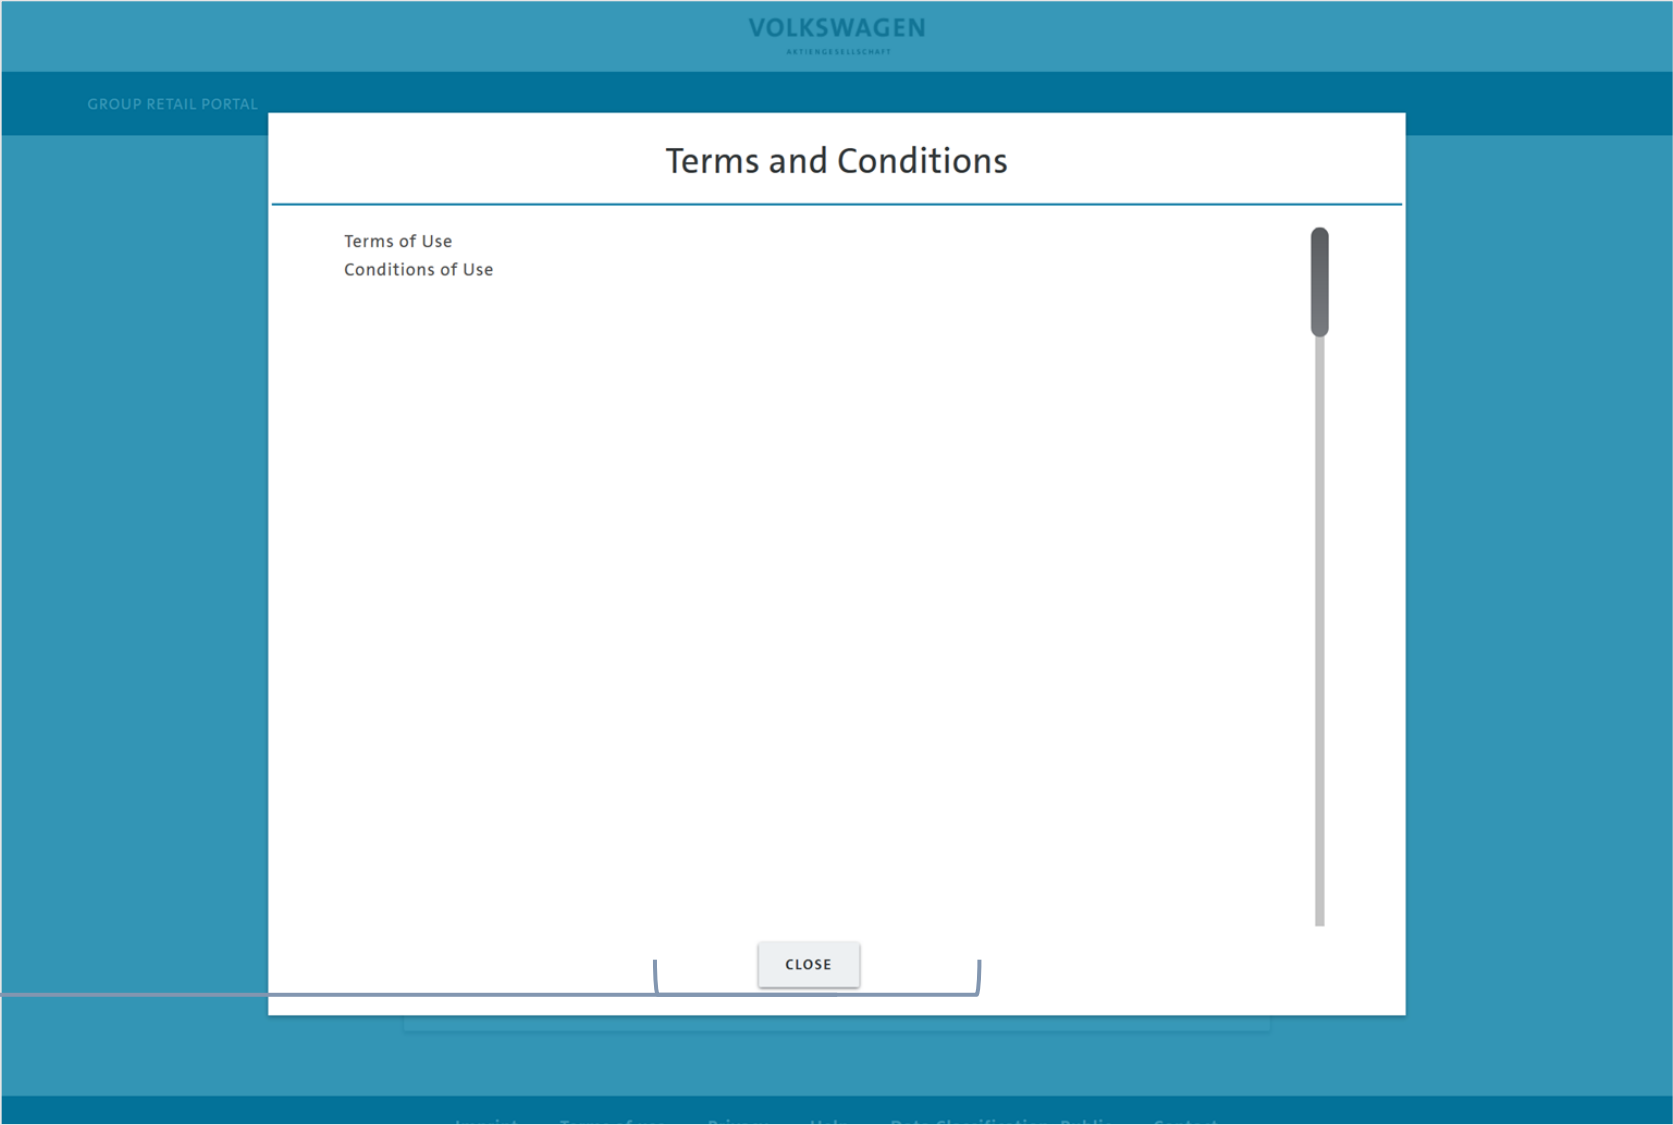 VOLKSWAGEN
AKTIENGESELLSCHAFT
GROUP RETAIL PORTAL
Terms and Conditions
Terms of Use
Conditions of Use
CLOSE